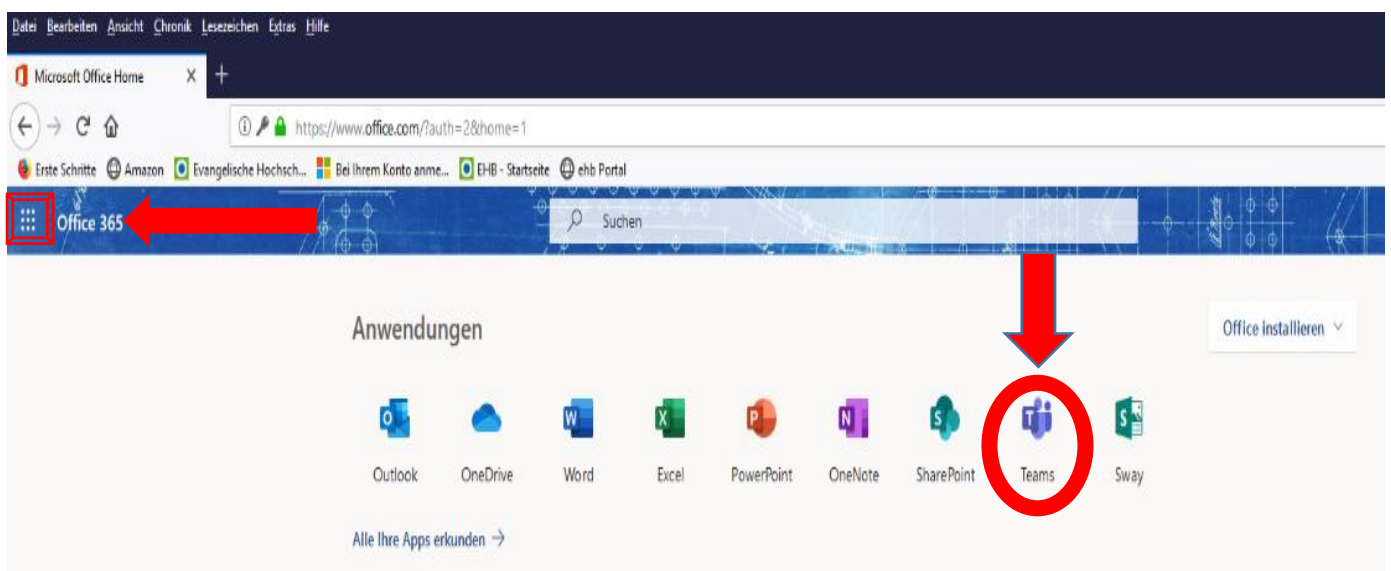 Datei Bearbeiten Ansicht Chronik Lesezeichen Extras Hilfe
Microsoft Office Home
https://www.office.com/?auth=2&home=1
Erste Schritte Amazon Evangelische Hochsch... Bei Ihrem Konto anme... EHB - Startseite ehb Portal
Office 365 Suchen
Anwendungen
Office installieren
Outlook OneDrive Word Excel PowerPoint OneNote SharePoint Teams Sway
Alle Ihre Apps erkunden →